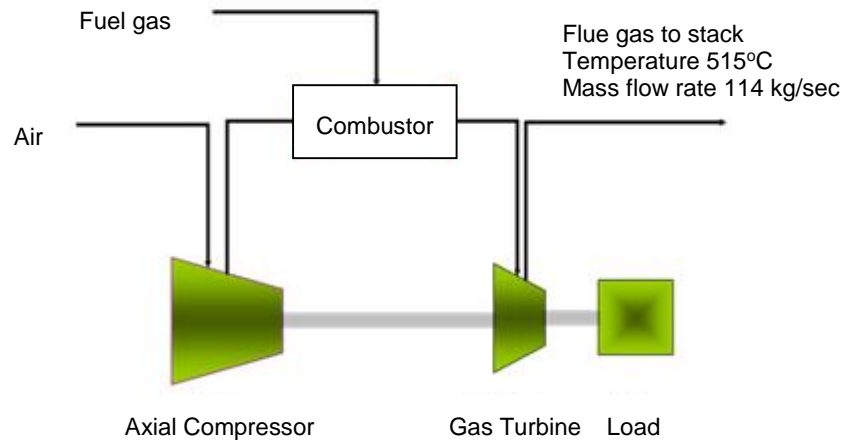 Fuel gas
Flue gas to stack
Temperature 515ºC
Mass flow rate 114 kg/sec
Combustor
Air
Axial Compressor
Gas Turbine
Load